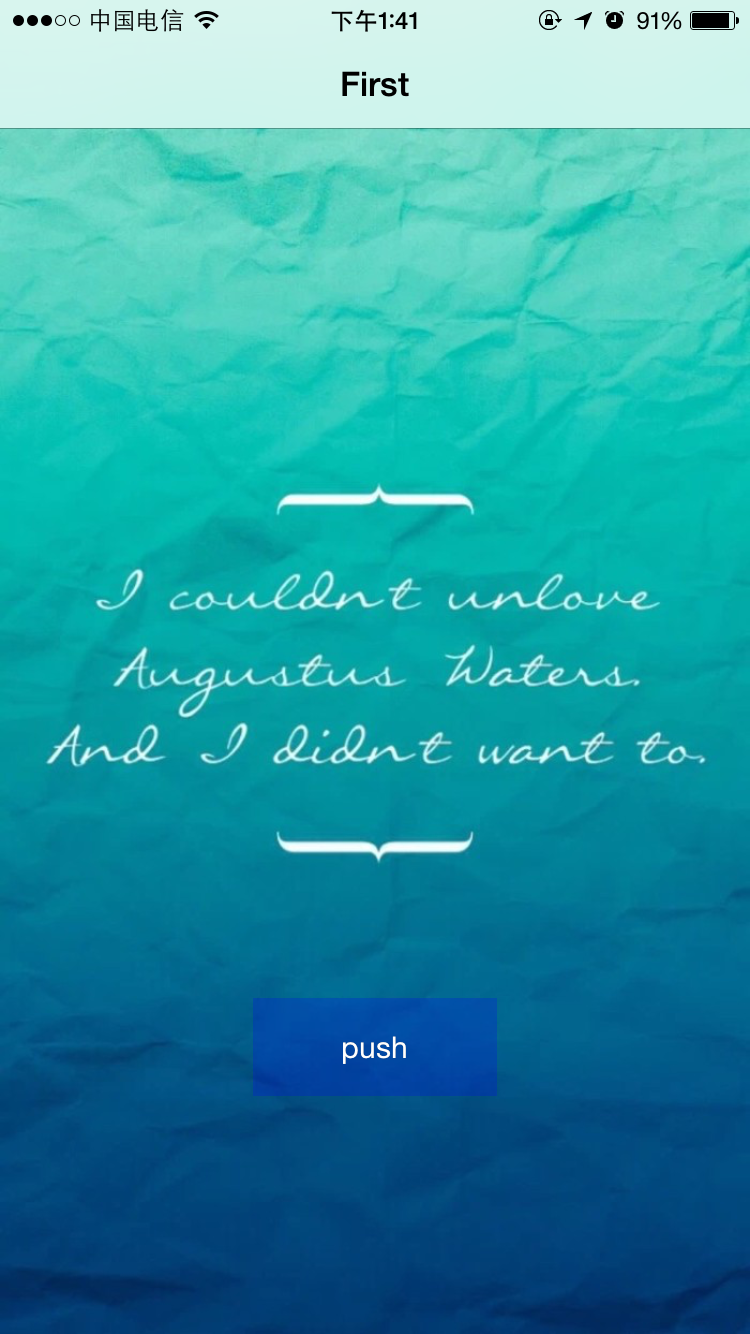 中国电信 下午1:41 91%
First
I couldnt unlove
Augustus Waters.
And I didnt want to.
push